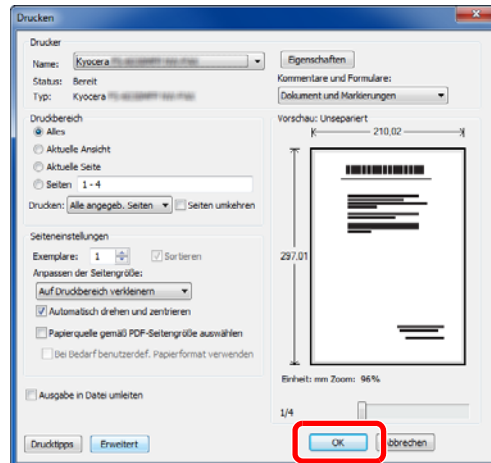 Drucken
Drucker
Name: Kyocera
Status: Bereit
Typ: Kyocera
Eigenschaften
Kommentare und Formulare:
Dokument und Markierungen
Druckbereich
Alles
Aktuelle Ansicht
Aktuelle Seite
Seiten 1 - 4
Drucken: Alle angegeb. Seiten Seiten umkehren
Seiteneinstellungen
Exemplare: 1 Sortieren
Anpassen der Seitengröße:
Auf Druckbereich verkleinern
Automatisch drehen und zentrieren
Papierquelle gemäß PDF-Seitengröße auswählen
Bei Bedarf benutzerdef. Papierformat verwenden
Ausgabe in Datei umleiten
Vorschau: Unsepariert
210,02
297,01
Einheit: mm Zoom: 96%
1/4
Drucktipps Erweitert OK bbrechen